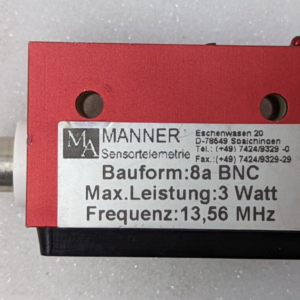 MA
MANNER
Sensortelemetrie
Eschenwasen 20
D-78549 Spaichingen
Tel.: (+49) 7424/9329 -0
Fax.: (+49) 7424/9329-29
Bauform:8a BNC
Max.Leistung:3 Watt
Frequenz:13,56 MHz